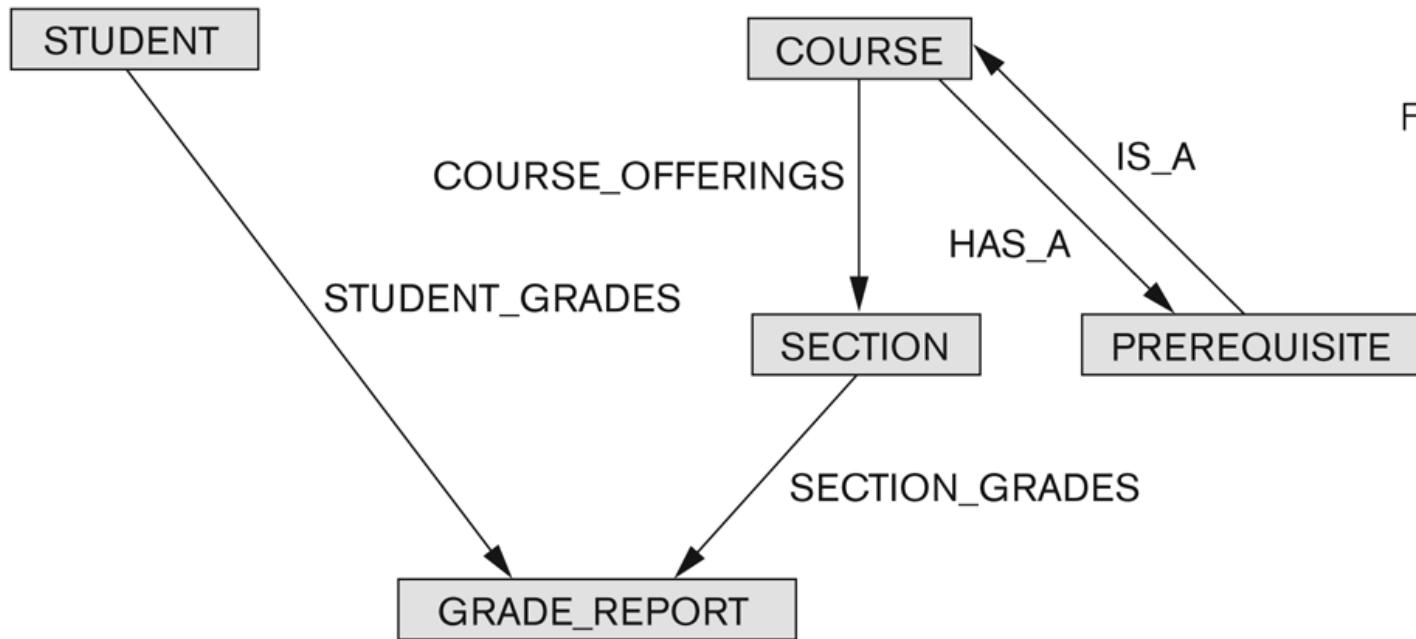 STUDENT
COURSE
F
IS_A
COURSE_OFFERINGS
HAS_A
STUDENT_GRADES
SECTION
PREREQUISITE
SECTION_GRADES
GRADE_REPORT